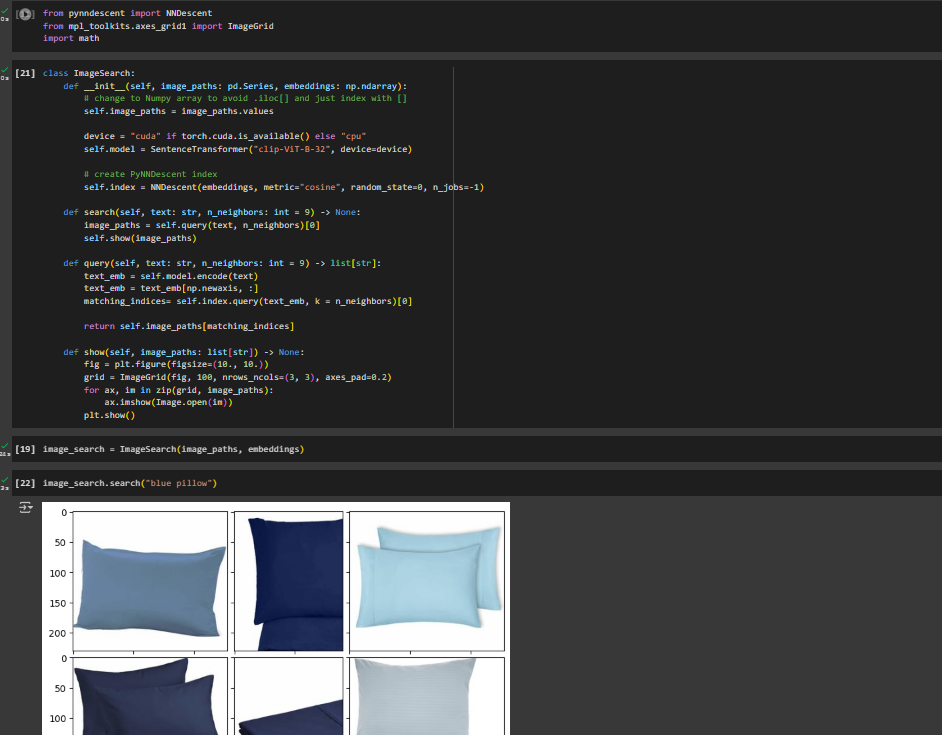 from pynndescent import NNDescent
from mpl_toolkits.axes_grid1 import ImageGrid
import math
[21] class ImageSearch:
def __init__(self, image_paths: pd.Series, embeddings: np.ndarray):
# change to Numpy array to avoid .iloc[] and just index with []
self.image_paths = image_paths.values
device = "cuda" if torch.cuda.is_available() else "cpu"
self.model = SentenceTransformer("clip-ViT-B-32", device=device)
# create PyNNDescent index
self.index = NNDescent(embeddings, metric="cosine", random_state=0, n_jobs=-1)
def search(self, text: str, n_neighbors: int = 9) -> None:
image_paths = self.query(text, n_neighbors)[0]
self.show(image_paths)
def query(self, text: str, n_neighbors: int = 9) -> list[str]:
text_emb = self.model.encode(text)
text_emb = text_emb[np.newaxis, :]
matching_indices= self.index.query(text_emb, k = n_neighbors)[0]
return self.image_paths[matching_indices]
def show(self, image_paths: list[str]) -> None:
fig = plt.figure(figsize=(10., 10.))
grid = ImageGrid(fig, 100, nrows_ncols=(3, 3), axes_pad=0.2)
for ax, im in zip(grid, image_paths):
ax.imshow(Image.open(im))
plt.show()
[19] image_search = ImageSearch(image_paths, embeddings)
[22] image_search.search("blue pillow")
0
50
100
150
200
0
50
100